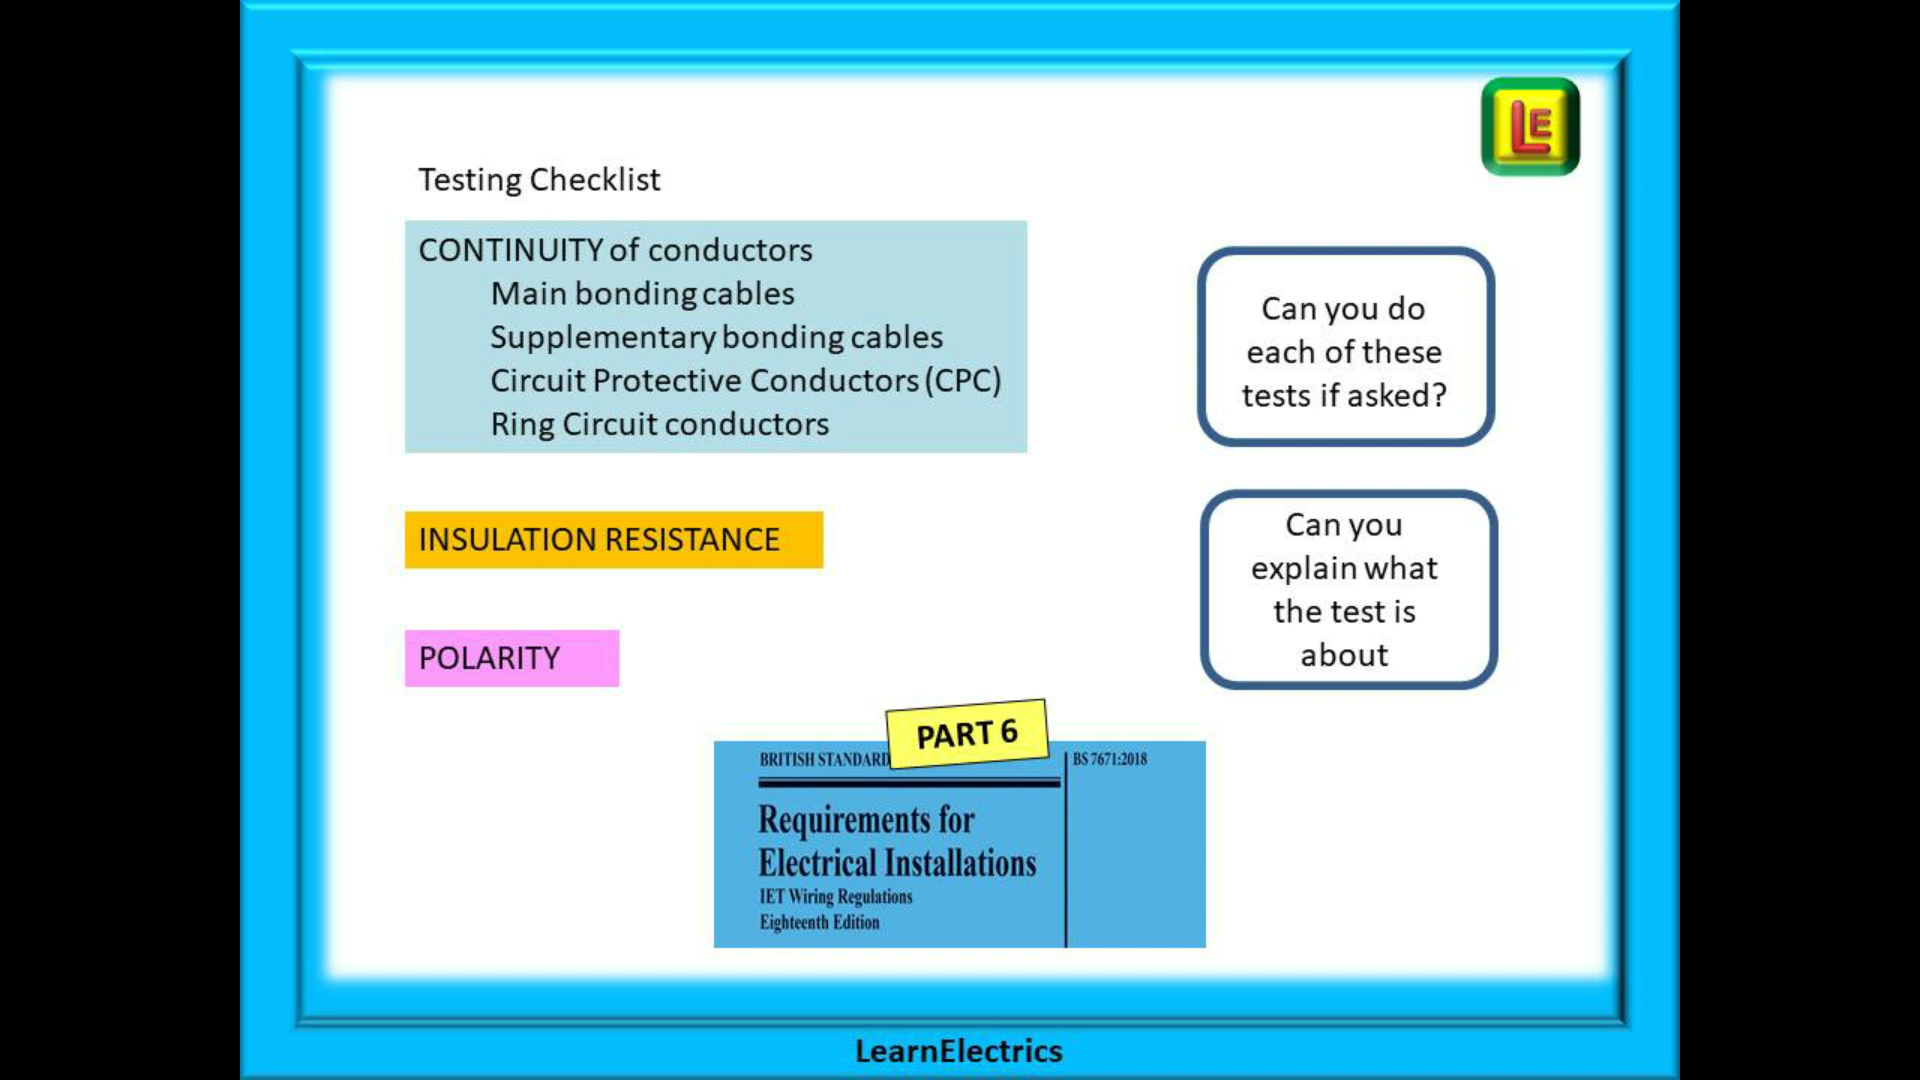 LE
Testing Checklist
CONTINUITY of conductors
Main bonding cables
Supplementary bonding cables
Circuit Protective Conductors (CPC)
Ring Circuit conductors
INSULATION RESISTANCE
POLARITY
Can you do
each of these
tests if asked?
Can you
explain what
the test is
about
PART 6
BRITISH STANDARD
BS 7671:2018
Requirements for
Electrical Installations
IET Wiring Regulations
Eighteenth Edition
LearnElectrics